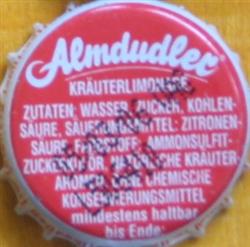 Almdudler
KRÄUTERLIMONADE
ZUTATEN: WASSER, ZUCKER, KOHLEN-
SÄURE, SÄUERUNGSMITTEL: ZITRONEN-
SÄURE, FARBSTOFF: AMMONSULFIT-
ZUCKERKULÖR, NATÜRLICHE KRÄUTER-
AROMEN, OHNE CHEMISCHE
KONSERVIERUNGSMITTEL
mindestens haltbar
bis Ende: